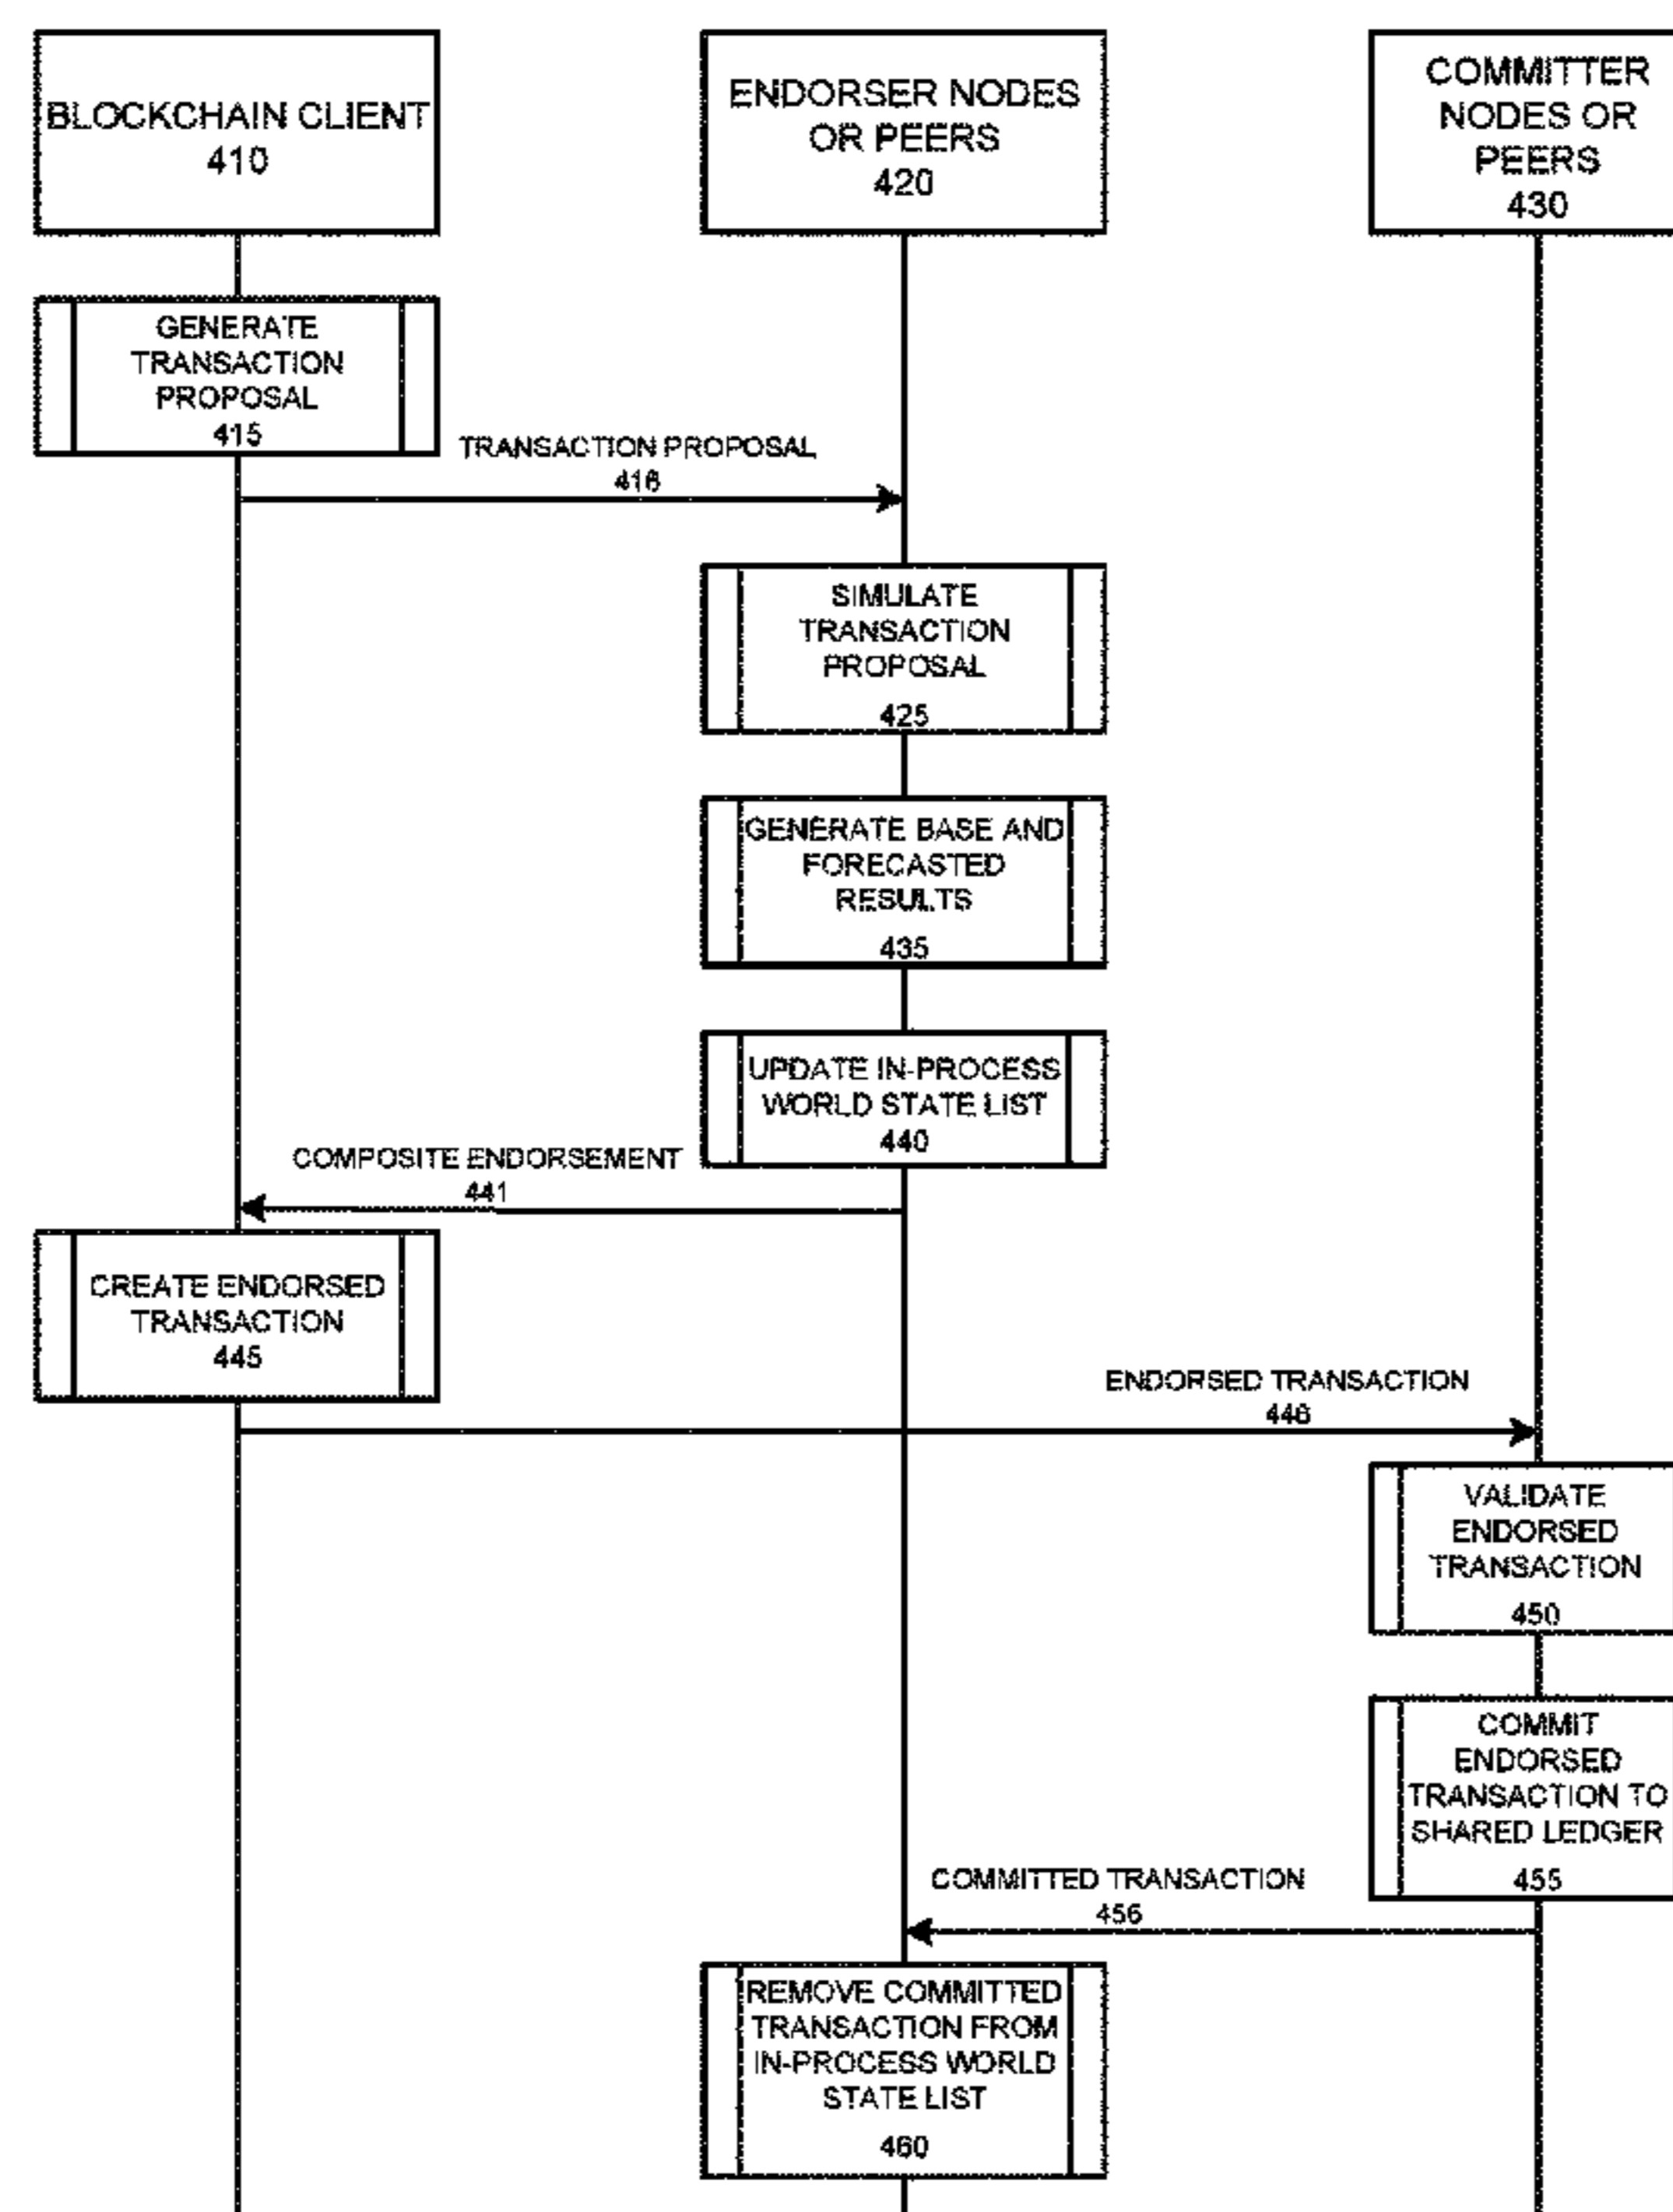 BLOCKCHAIN CLIENT
410
ENDORSER NODES
OR PEERS
420
COMMITTER
NODES OR
PEERS
430
GENERATE
TRANSACTION
PROPOSAL
415
TRANSACTION PROPOSAL
416
SIMULATE
TRANSACTION
PROPOSAL
425
GENERATE BASE AND
FORECASTED
RESULTS
435
UPDATE IN-PROCESS
WORLD STATE LIST
440
COMPOSITE ENDORSEMENT
441
CREATE ENDORSED
TRANSACTION
445
ENDORSED TRANSACTION
446
VALIDATE
ENDORSED
TRANSACTION
450
COMMIT
ENDORSED
TRANSACTION TO
SHARED LEDGER
455
COMMITTED TRANSACTION
456
REMOVE COMMITTED
TRANSACTION FROM
IN-PROCESS WORLD
STATE LIST
460